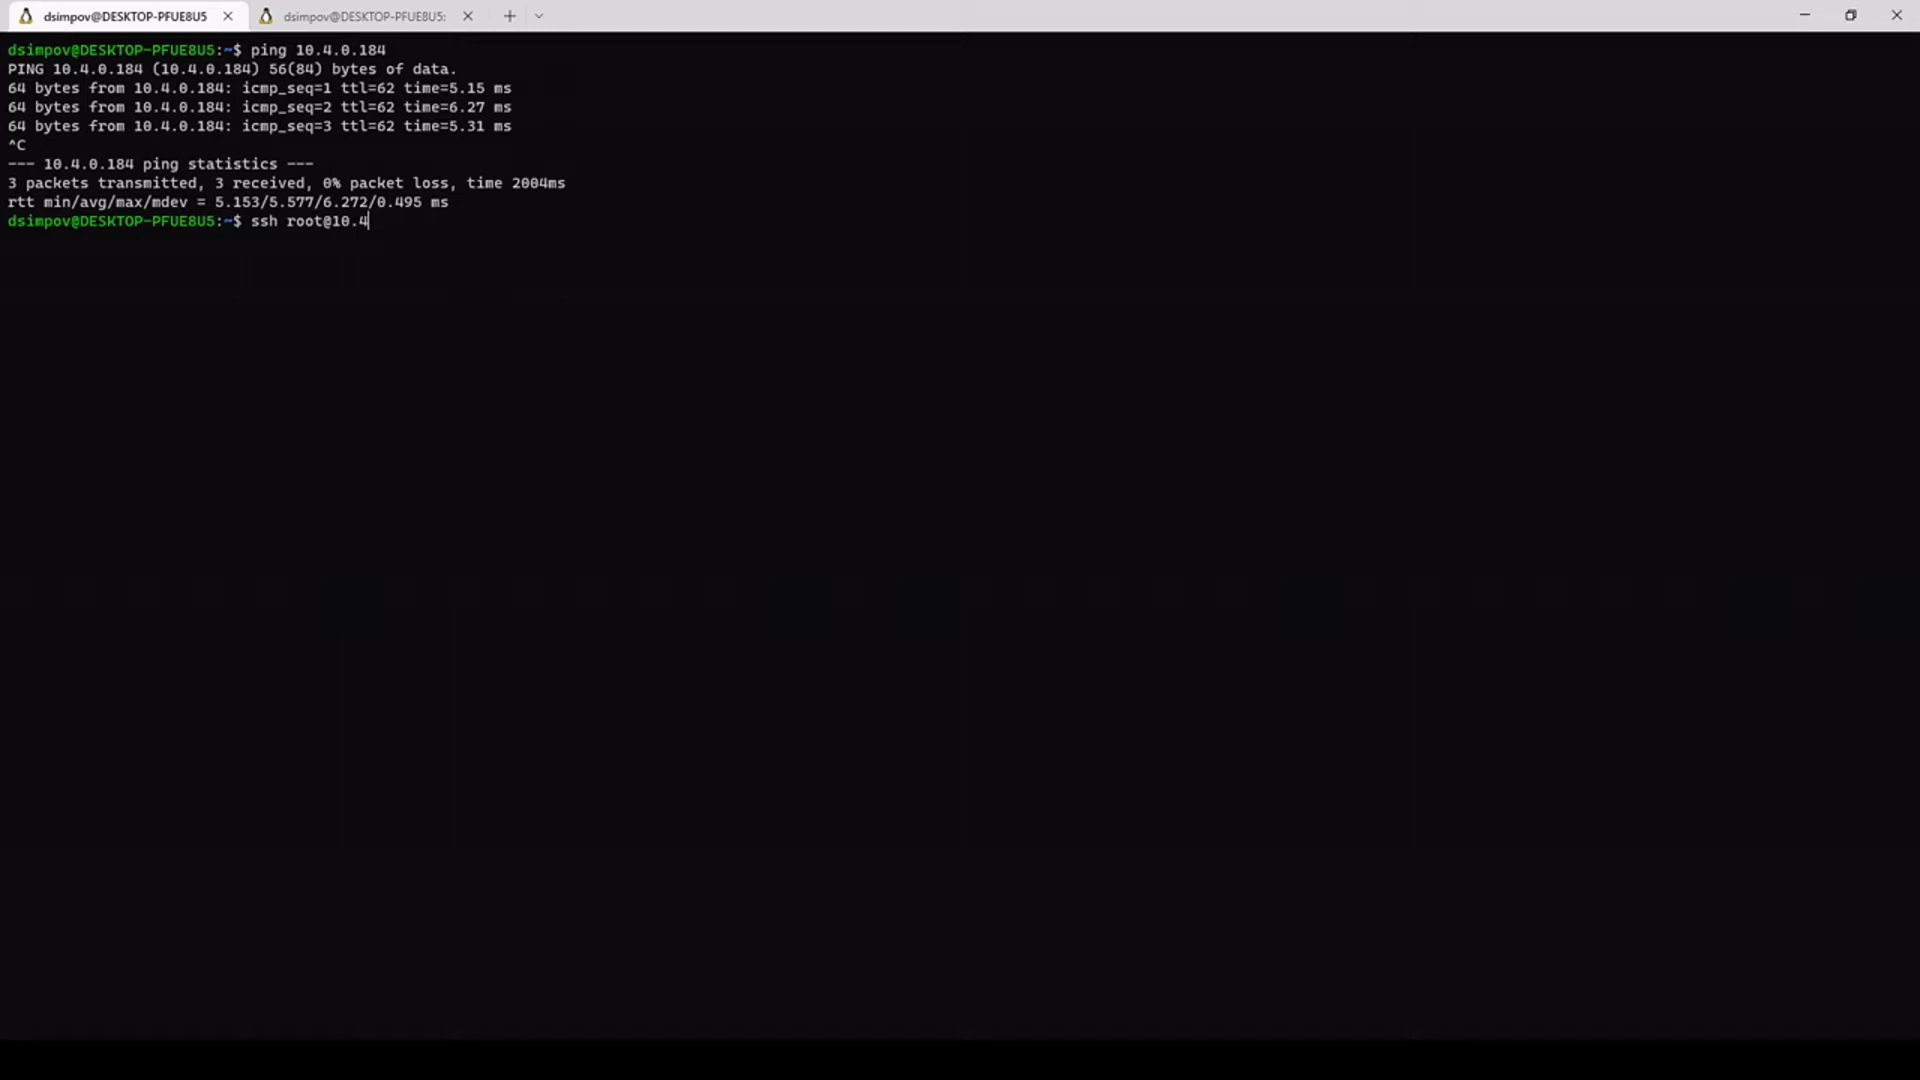 dsimpov@DESKTOP-PFUE8U5
dsimpov@DESKTOP-PFUE8U5:
dsimpov@DESKTOP-PFUE8U5:~$ ping 10.4.0.184
PING 10.4.0.184 (10.4.0.184) 56(84) bytes of data.
64 bytes from 10.4.0.184: icmp_seq=1 ttl=62 time=5.15 ms
64 bytes from 10.4.0.184: icmp_seq=2 ttl=62 time=6.27 ms
64 bytes from 10.4.0.184: icmp_seq=3 ttl=62 time=5.31 ms
^C
--- 10.4.0.184 ping statistics ---
3 packets transmitted, 3 received, 0% packet loss, time 2004ms
rtt min/avg/max/mdev = 5.153/5.577/6.272/0.495 ms
dsimpov@DESKTOP-PFUE8U5:~$ ssh root@10.4